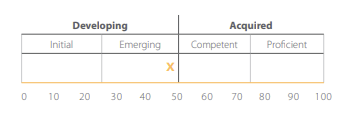 Developing Acquired
Initial Emerging Competent Proficient
X
0 10 20 30 40 50 60 70 80 90 100